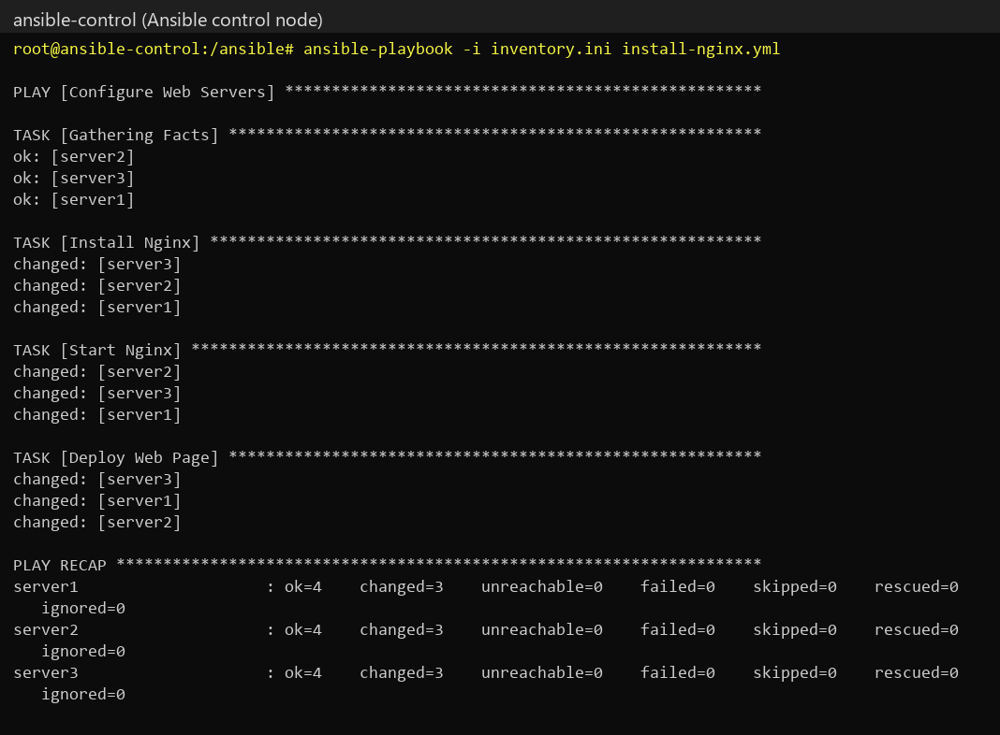 ansible-control (Ansible control node)
root@ansible-control:/ansible# ansible-playbook -i inventory.ini install-nginx.yml
PLAY [Configure Web Servers] ***************************************************
TASK [Gathering Facts] *********************************************************
ok: [server2]
ok: [server3]
ok: [server1]
TASK [Install Nginx] ***********************************************************
changed: [server3]
changed: [server2]
changed: [server1]
TASK [Start Nginx] *************************************************************
changed: [server2]
changed: [server3]
changed: [server1]
TASK [Deploy Web Page] *********************************************************
changed: [server3]
changed: [server1]
changed: [server2]
PLAY RECAP *********************************************************************
server1                    : ok=4    changed=3    unreachable=0    failed=0    skipped=0    rescued=0
   ignored=0
server2                    : ok=4    changed=3    unreachable=0    failed=0    skipped=0    rescued=0
   ignored=0
server3                    : ok=4    changed=3    unreachable=0    failed=0    skipped=0    rescued=0
   ignored=0